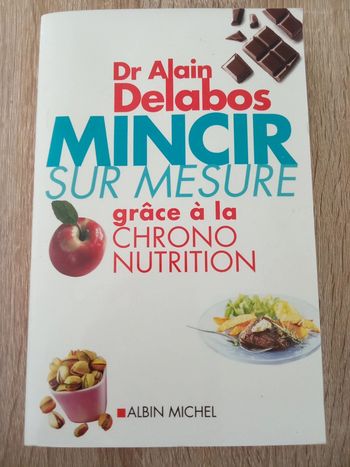 Dr Alain
Delabos
MINCIR
SUR MESURE
grâce à la
CHRONO
NUTRITION
ALBIN MICHEL